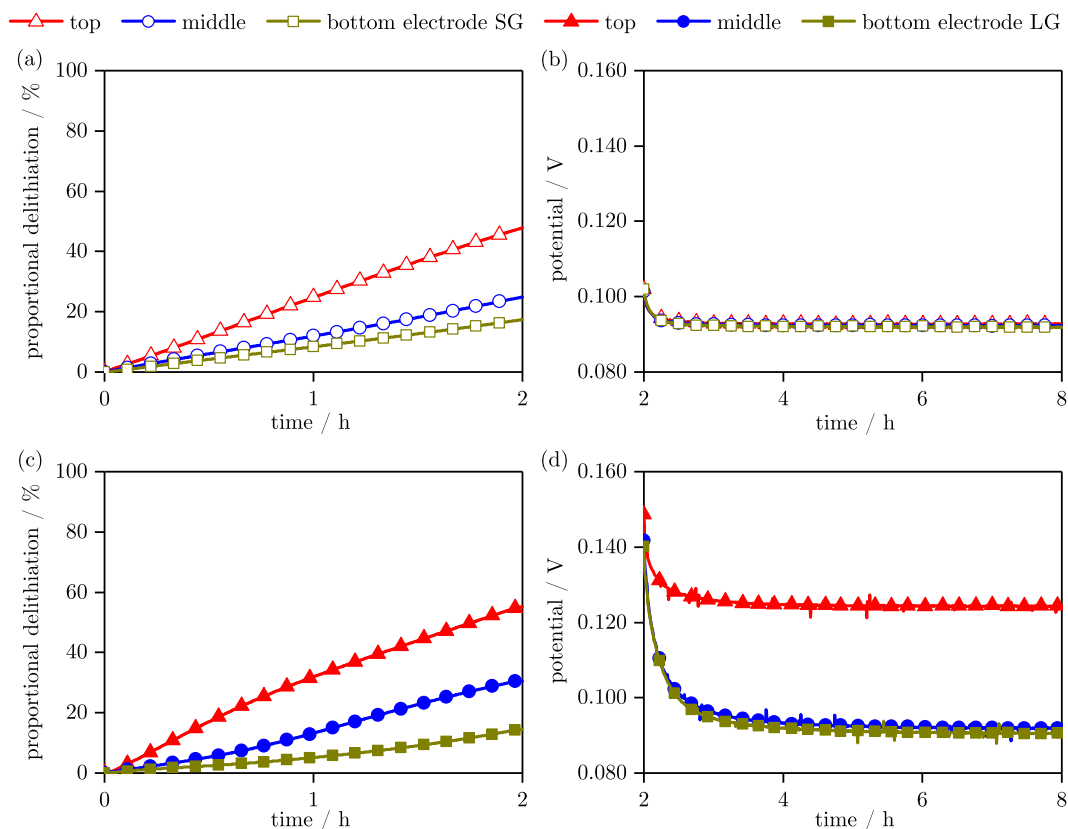 top middle bottom electrode SG top middle bottom electrode LG
(a) (b)
100 0.160
80 0.140
60 0.120
40 0.100
20 0.080
0
proportional delithiation / %
potential / V
0 1 2 2 4 6 8
time / h time / h
(c) (d)
100 0.160
80 0.140
60 0.120
40 0.100
20 0.080
0
proportional delithiation / %
potential / V
0 1 2 2 4 6 8
time / h time / h